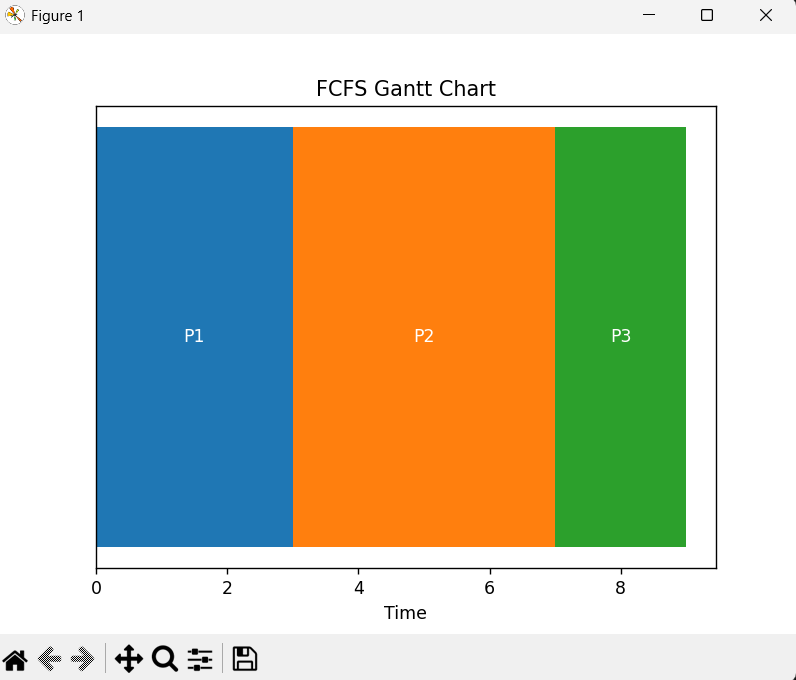 Figure 1
FCFS Gantt Chart
P1 P2 P3
0 2 4 6 8
Time